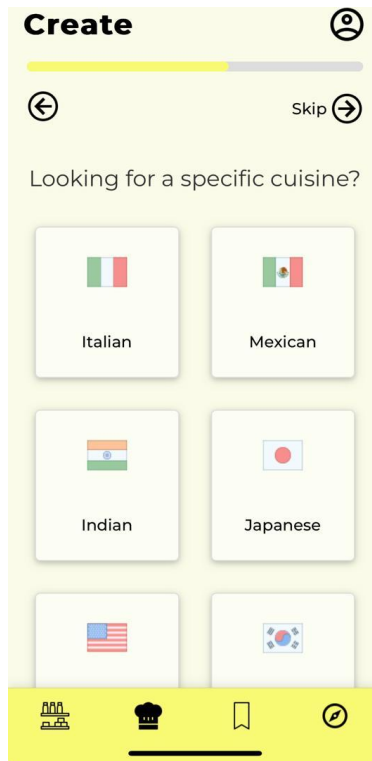 Create
Skip
Looking for a specific cuisine?
Italian
Mexican
Indian
Japanese